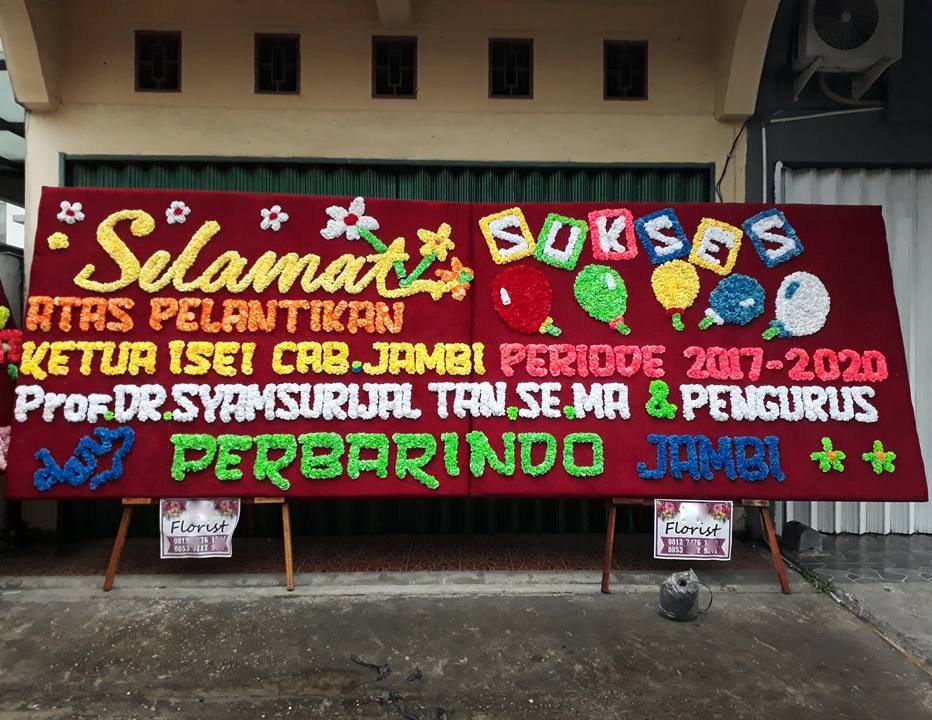 Selamat SUKSES
ATAS PELANTIKAN
KETUA ISEI CAB.JAMBI PERIODE 2017-2020
Prof.DR.SYAMSURIJAL TAN.SE.MA & PENGURUS
dari PERBARINDO JAMBI
Florist
Florist